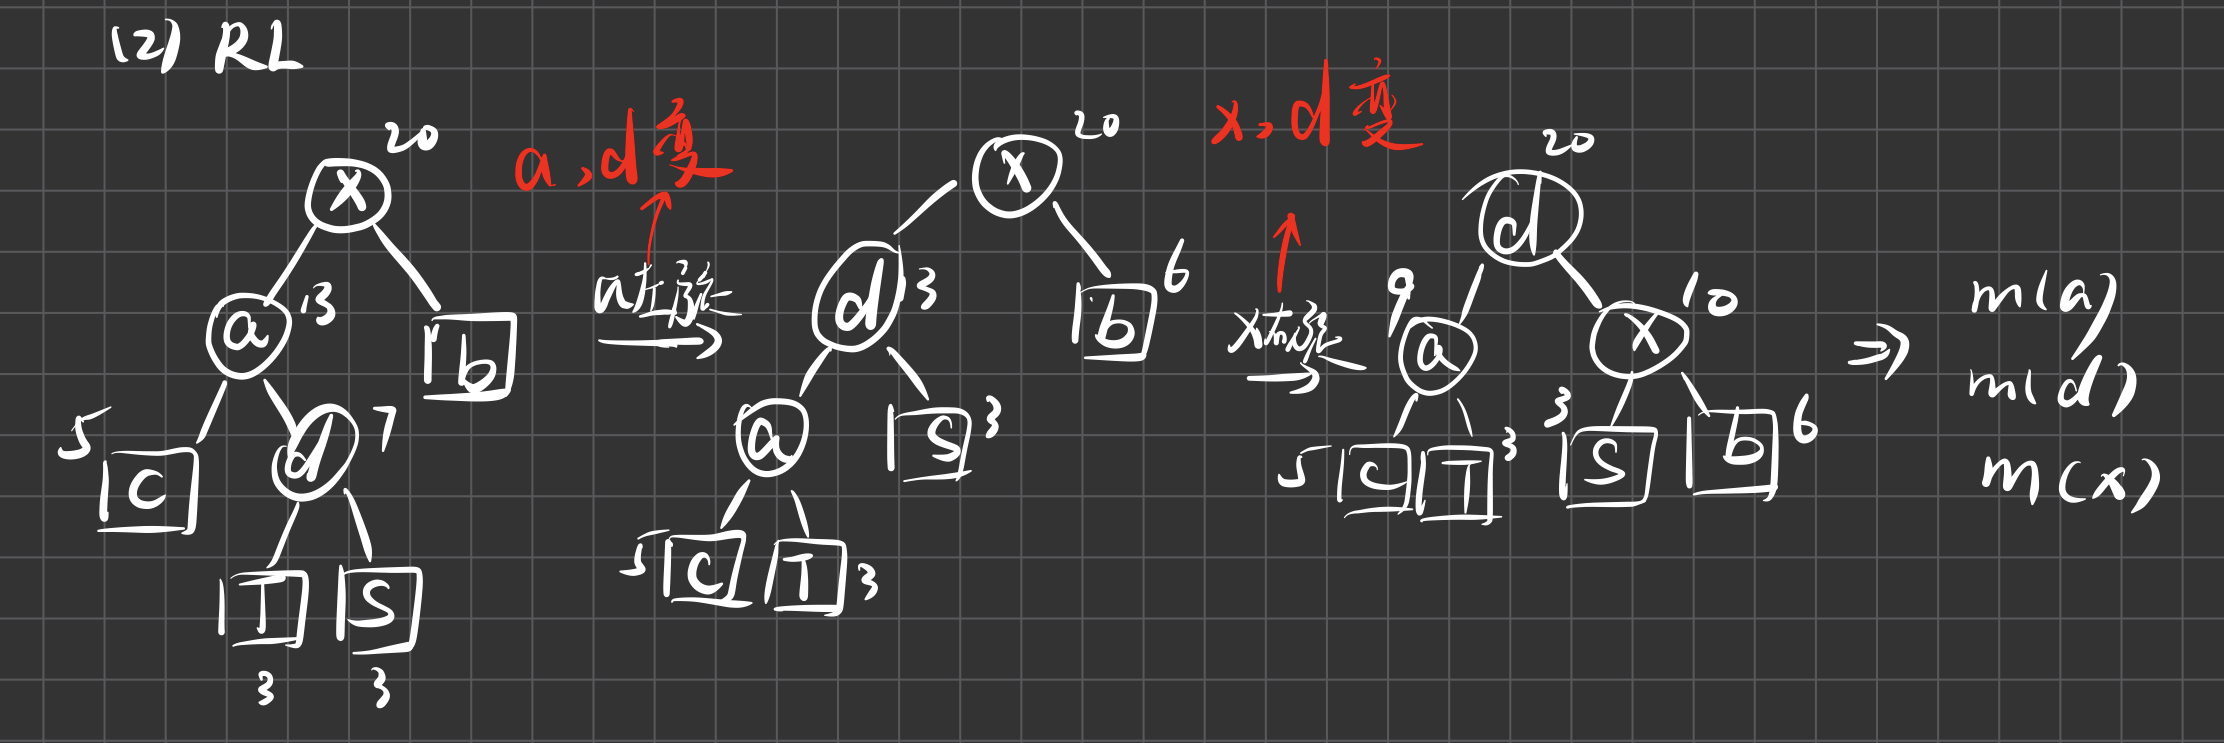 (2) RL
20
x
a 13
b
5 C
d 7
T S
3 3
a,d变
a左旋
20
x
d 13
b 6
a
S 3
5 C T 3
x,d变
x右旋
20
d
9 a
x 10
5 C T 3
3 S b 6
⇒
m(a)
m(d)
m(x)